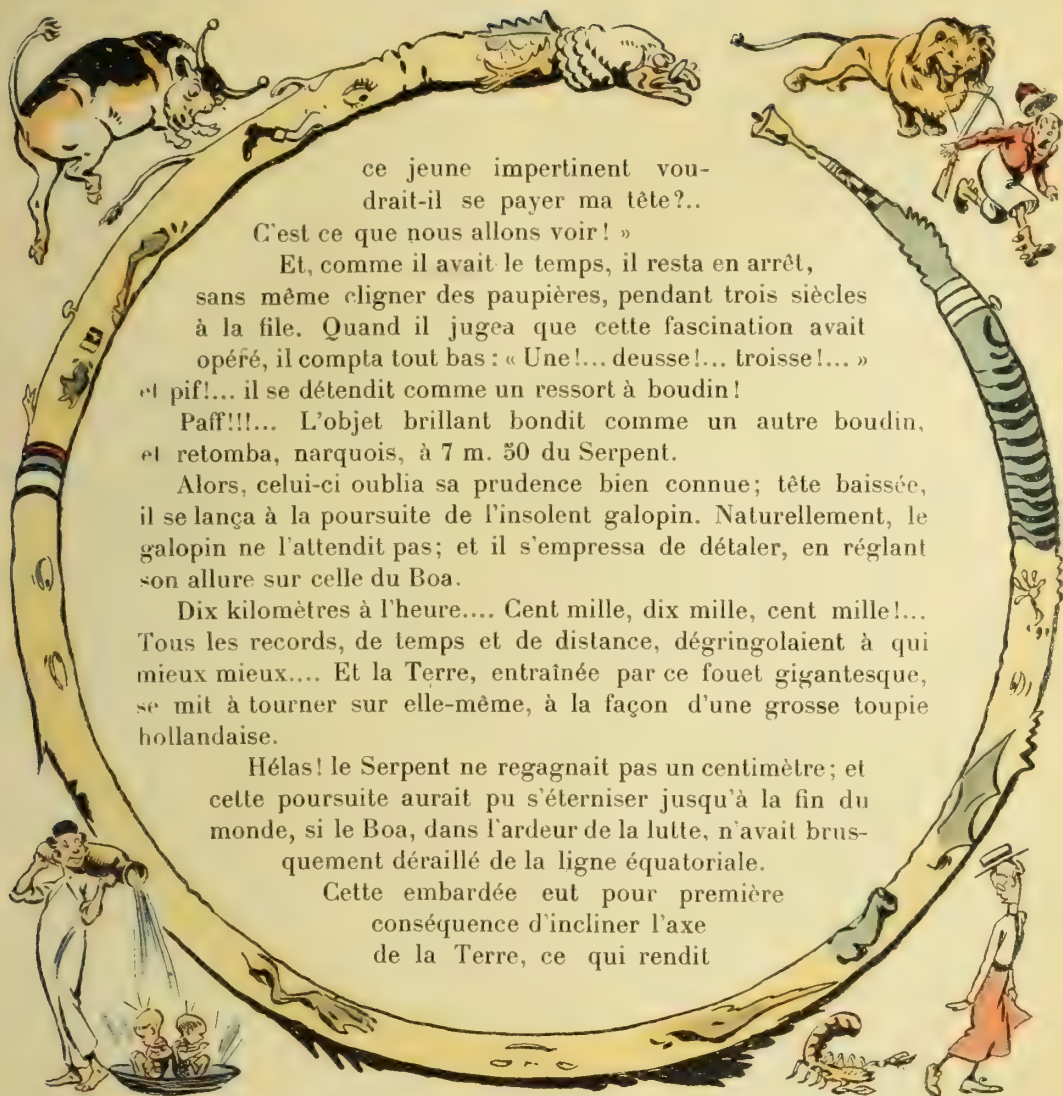 ce jeune impertinent vou-
drait-il se payer ma tête?..
C'est ce que nous allons voir! »
Et, comme il avait le temps, il resta en arrêt,
sans même cligner des paupières, pendant trois siècles
à la file. Quand il jugea que cette fascination avait
opéré, il compta tout bas : « Une!... deusse!... troisse!... »
et pif!... il se détendit comme un ressort à boudin!
Paff!!!... L'objet brillant bondit comme un autre boudin,
et retomba, narquois, à 7 m. 50 du Serpent.
Alors, celui-ci oublia sa prudence bien connue; tête baissée,
il se lança à la poursuite de l'insolent galopin. Naturellement, le
galopin ne l'attendit pas; et il s'empressa de détaler, en réglant
son allure sur celle du Boa.
Dix kilomètres à l'heure.... Cent mille, dix mille, cent mille!...
Tous les records, de temps et de distance, dégringolaient à qui
mieux mieux.... Et la Terre, entraînée par ce fouet gigantesque,
se mit à tourner sur elle-même, à la façon d'une grosse toupie
hollandaise.
Hélas! le Serpent ne regagnait pas un centimètre; et
cette poursuite aurait pu s'éterniser jusqu'à la fin du
monde, si le Boa, dans l'ardeur de la lutte, n'avait brus-
quement déraillé de la ligne équatoriale.
Cette embardée eut pour première
conséquence d'incliner l'axe
de la Terre, ce qui rendit